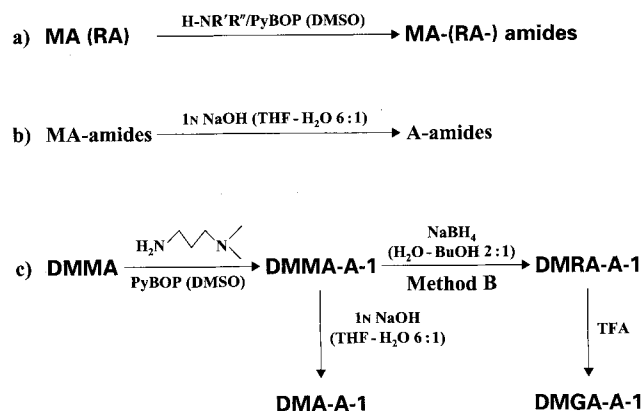 a) MA (RA) H-NR′R″/PyBOP (DMSO) MA-(RA-) amides
b) MA-amides 1N NaOH (THF - H₂O 6 : 1) A-amides
H₂N N
NaBH₄
(H₂O – BuOH 2 : 1)
c) DMMA PyBOP (DMSO) DMMA-A-1 Method B DMRA-A-1
1N NaOH
(THF - H₂O 6 : 1)
TFA
DMA-A-1 DMGA-A-1